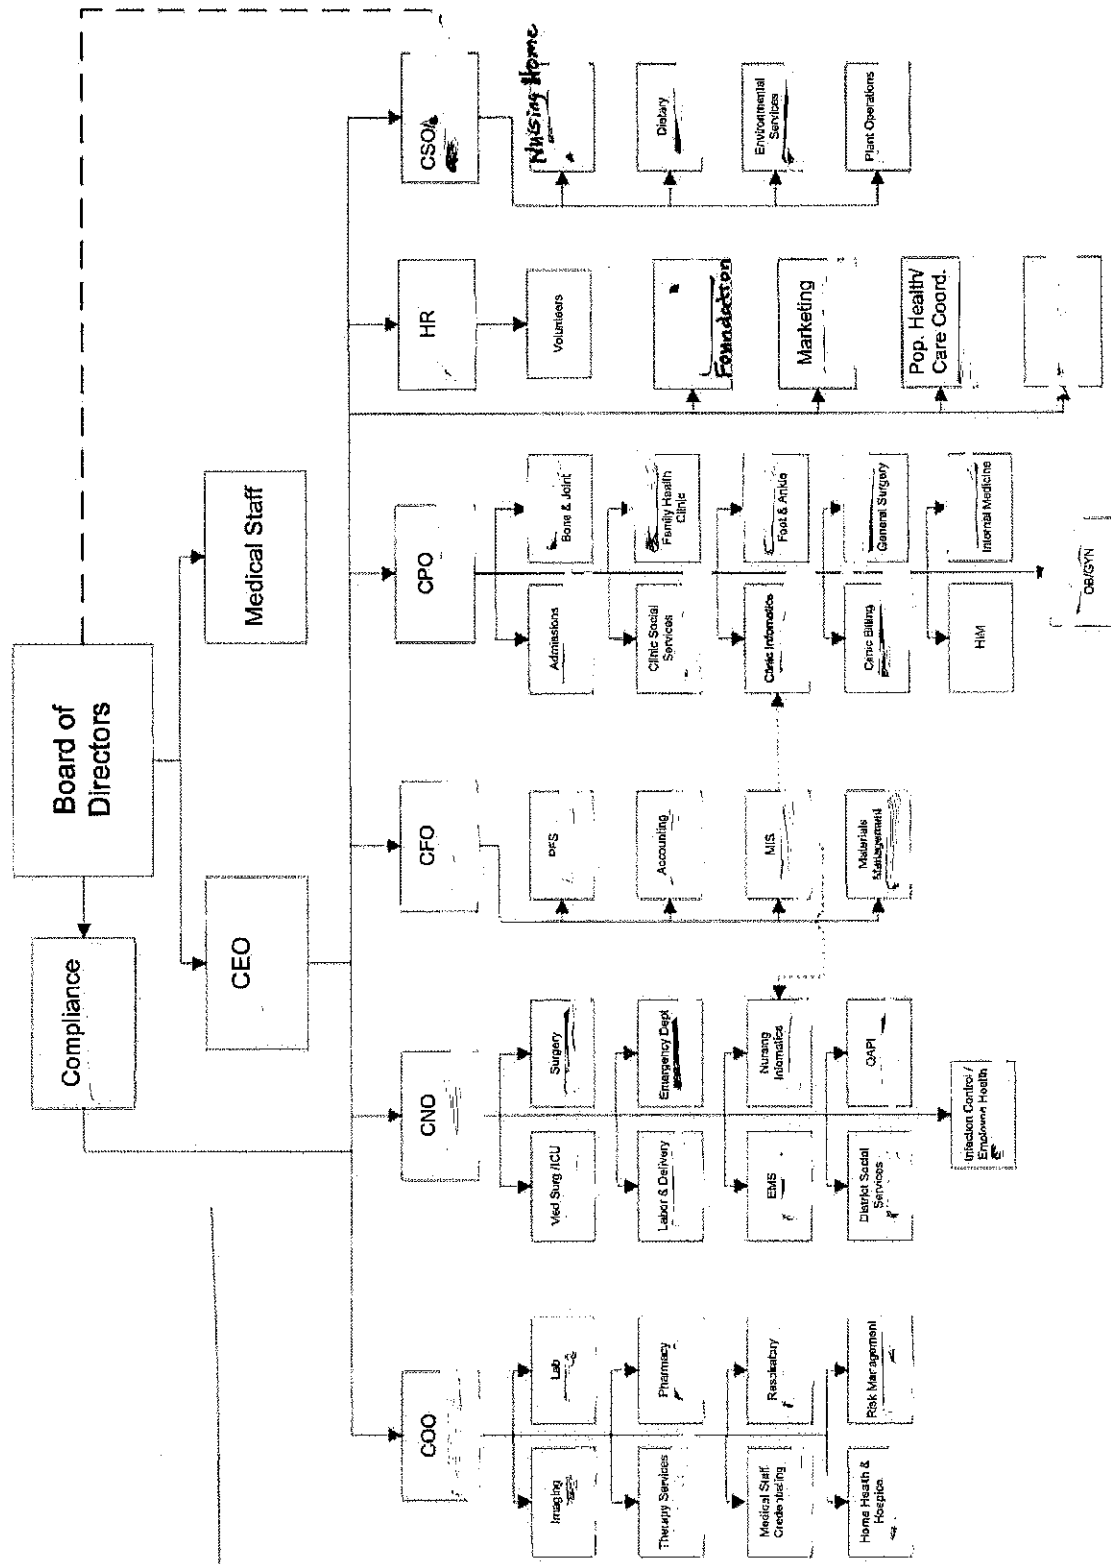 Board of
Directors
Compliance
CEO
Medical Staff
COO
CNO
CFO
CPO
HR
CSO
Imaging
Lab
Therapy Services
Pharmacy
Medical Staff
Credentialing
Respiratory
Home Health &
Hospice
Risk Management
Med Surg /ICU
Surgery
Labor & Delivery
Emergency Dept
EMS
Nursing
Informatics
District Social
Services
QAPI
Infection Control /
Employee Health
PFS
Accounting
MIS
Materials
Management
Admissions
Bone & Joint
Clinic Social
Services
Family Health
Clinic
Clinic Informatics
Foot & Ankle
Clinic Billing
General Surgery
HIM
Internal Medicine
OB/GYN
Volunteers
Foundation
Marketing
Pop. Health/
Care Coord.
Nursing Home
Dietary
Environmental
Services
Plant Operations